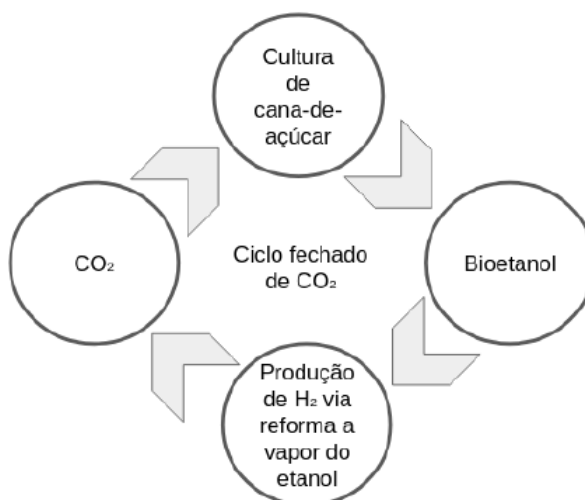 Cultura
de
cana-de-
açúcar
CO₂
Ciclo fechado
de CO₂
Bioetanol
Produção
de H₂ via
reforma a
vapor do
etanol